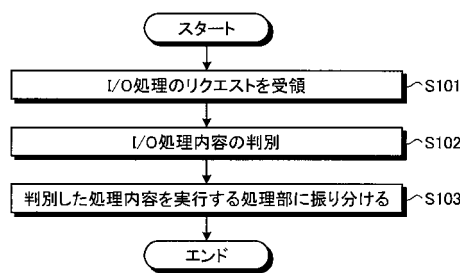 スタート
I/O処理のリクエストを受領
S101
I/O処理内容の判別
S102
判別した処理内容を実行する処理部に振り分ける
S103
エンド